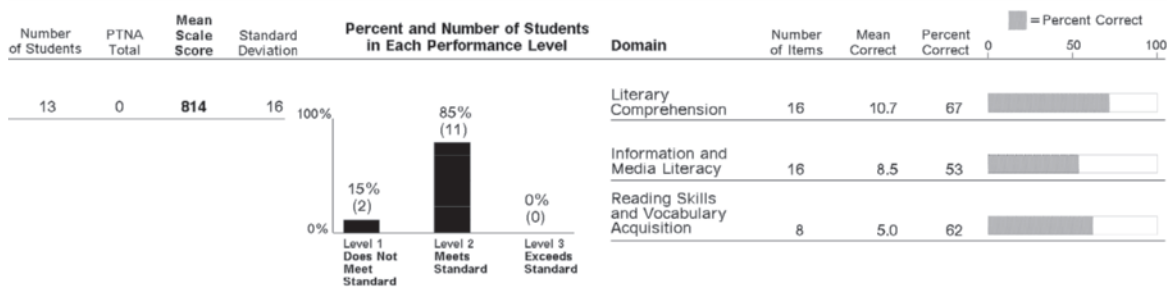 = Percent Correct
Number of Students
PTNA Total
Mean Scale Score
Standard Deviation
Percent and Number of Students
in Each Performance Level
Domain
Number of Items
Mean Correct
Percent Correct
0 50 100
13 0 814 16
100%
0%
15%
(2)
85%
(11)
0%
(0)
Level 1
Does Not
Meet
Standard
Level 2
Meets
Standard
Level 3
Exceeds
Standard
Literary
Comprehension 16 10.7 67
Information and
Media Literacy 16 8.5 53
Reading Skills
and Vocabulary
Acquisition 8 5.0 62